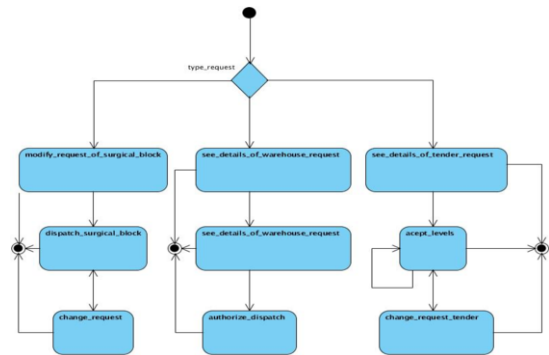 type_request
modify_request_of_surgical_block
see_details_of_warehouse_request
see_details_of_tender_request
dispatch_surgical_block
see_details_of_warehouse_request
acept_levels
change_request
authorize_dispatch
change_request_tender